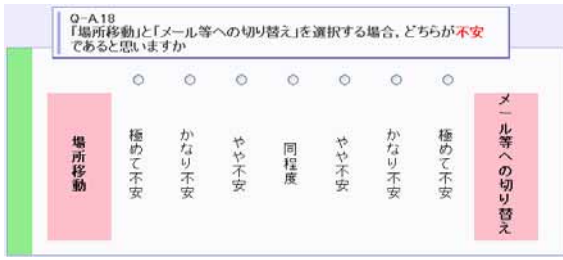 Q-A.18
「場所移動」と「メール等への切り替え」を選択する場合、どちらが不安
であると思いますか
場所移動
極めて不安
かなり不安
やや不安
同程度
やや不安
かなり不安
極めて不安
メール等への切り替え